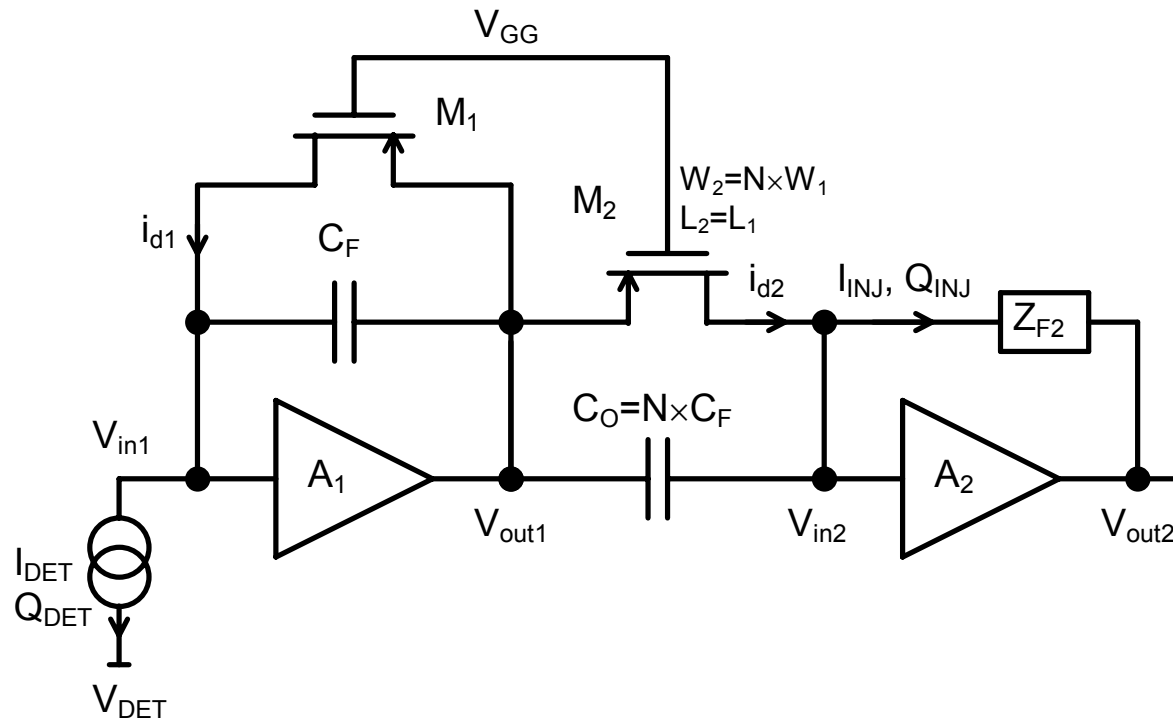 V_GG
M_1
W_2=N×W_1
L_2=L_1
M_2
i_d1
C_F
i_d2
I_INJ, Q_INJ
Z_F2
C_O=N×C_F
V_in1
A_1
A_2
V_out1
V_in2
V_out2
I_DET
Q_DET
V_DET